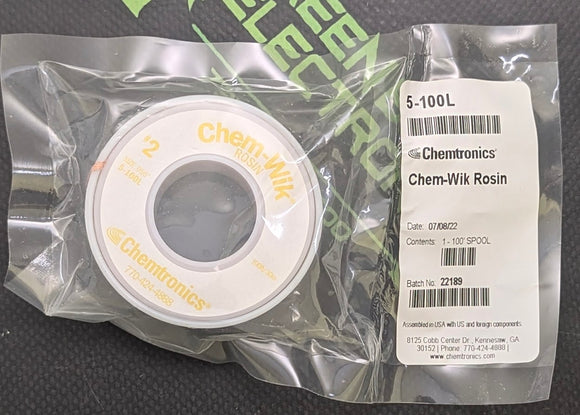 REEN
ELECTRO
#2
5-100L
Chem-Wik
ROSIN
Chemtronics®
770-424-4888
5-100L
Chemtronics®
Chem-Wik Rosin
Date: 07/08/22
Contents: 1 - 100' SPOOL
Batch No: 22189
Assembled in USA with US and foreign components.
8125 Cobb Center Dr., Kennesaw, GA
30152 | Phone. 770-424-4888 |
www.chemtronics.com